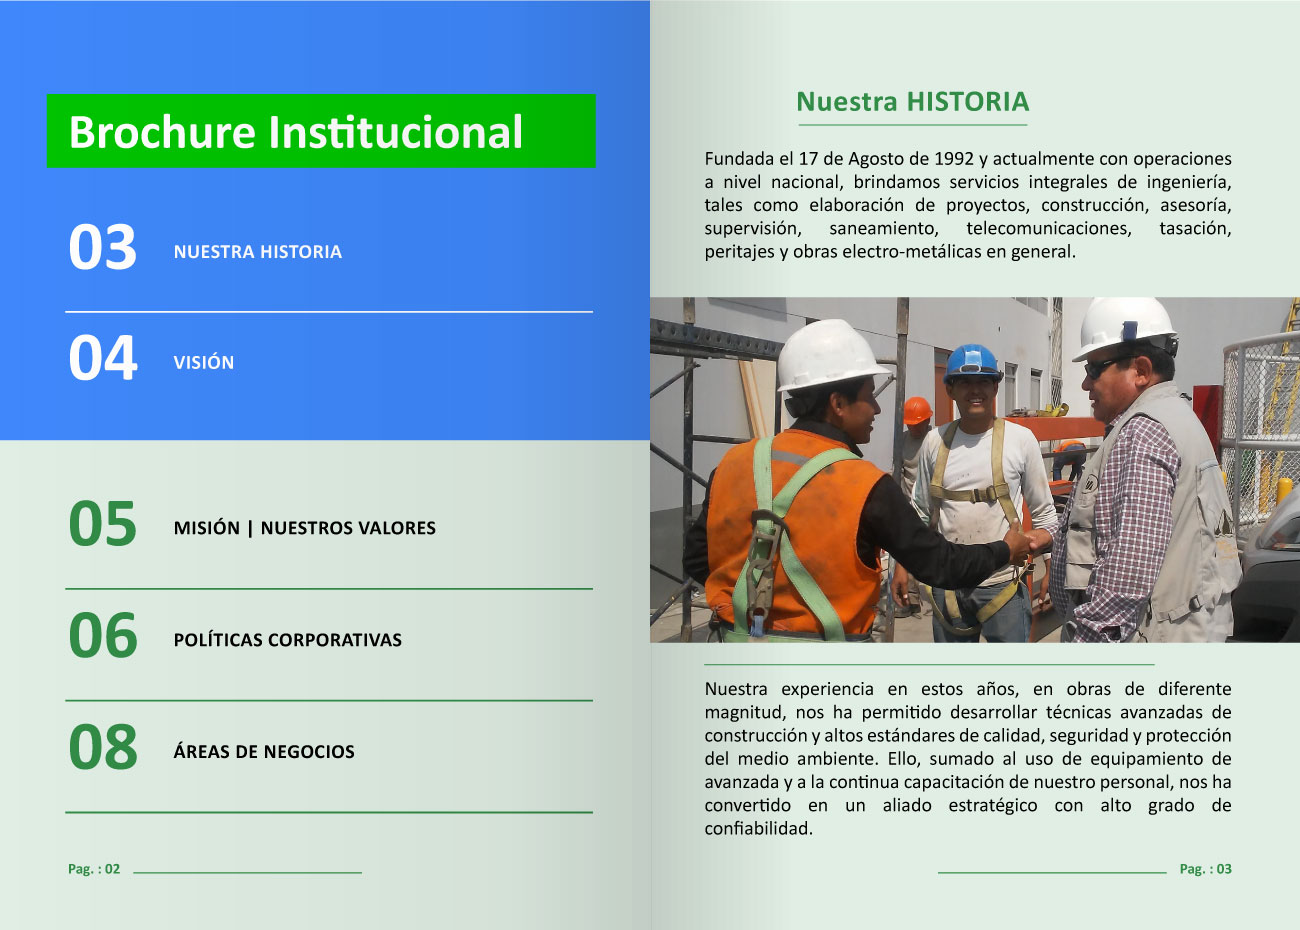 Brochure Institucional
03 NUESTRA HISTORIA
04 VISIÓN
05 MISIÓN | NUESTROS VALORES
06 POLÍTICAS CORPORATIVAS
08 ÁREAS DE NEGOCIOS
Pag. : 02
Nuestra HISTORIA
Fundada el 17 de Agosto de 1992 y actualmente con operaciones
a nivel nacional, brindamos servicios integrales de ingeniería,
tales como elaboración de proyectos, construcción, asesoría,
supervisión, saneamiento, telecomunicaciones, tasación,
peritajes y obras electro-metálicas en general.
Nuestra experiencia en estos años, en obras de diferente
magnitud, nos ha permitido desarrollar técnicas avanzadas de
construcción y altos estándares de calidad, seguridad y protección
del medio ambiente. Ello, sumado al uso de equipamiento de
avanzada y a la continua capacitación de nuestro personal, nos ha
convertido en un aliado estratégico con alto grado de
confiabilidad.
Pag. : 03